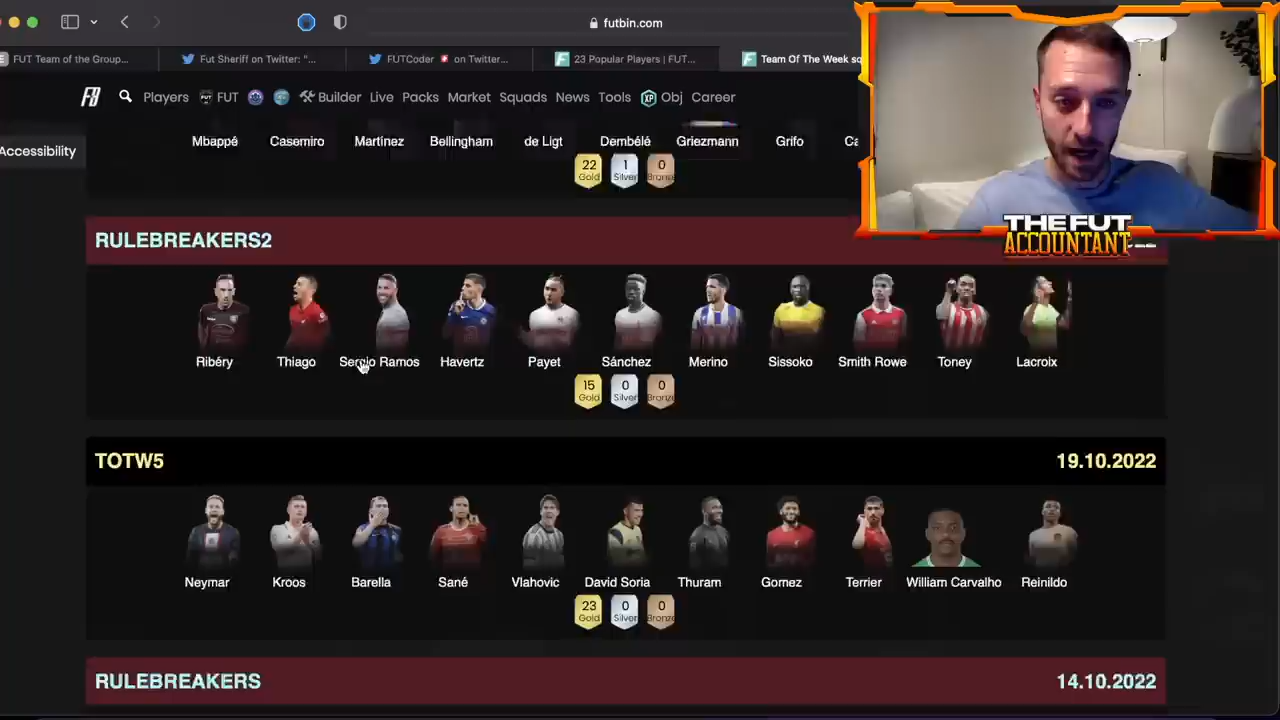 futbin.com
FUT Team of the Group...
Fut Sheriff on Twitter: "...
FUTCoder on Twitter...
23 Popular Players | FUT...
Team Of The Week sq
F8
Players
FUT
Builder
Live
Packs
Market
Squads
News
Tools
XP
Obj
Career
Accessibility
Mbappé Casemiro Martínez Bellingham de Ligt Dembélé Griezmann Grifo Ca
22 1 0
Gold Silver Bronze
THE FUT
ACCOUNTANT
RULEBREAKERS2
Ribéry Thiago Sergio Ramos Havertz Payet Sánchez Merino Sissoko Smith Rowe Toney Lacroix
15 0 0
Gold Silver Bronze
TOTW5 19.10.2022
Neymar Kroos Barella Sané Vlahovic David Soria Thuram Gomez Terrier William Carvalho Reinildo
23 0 0
Gold Silver Bronze
RULEBREAKERS 14.10.2022